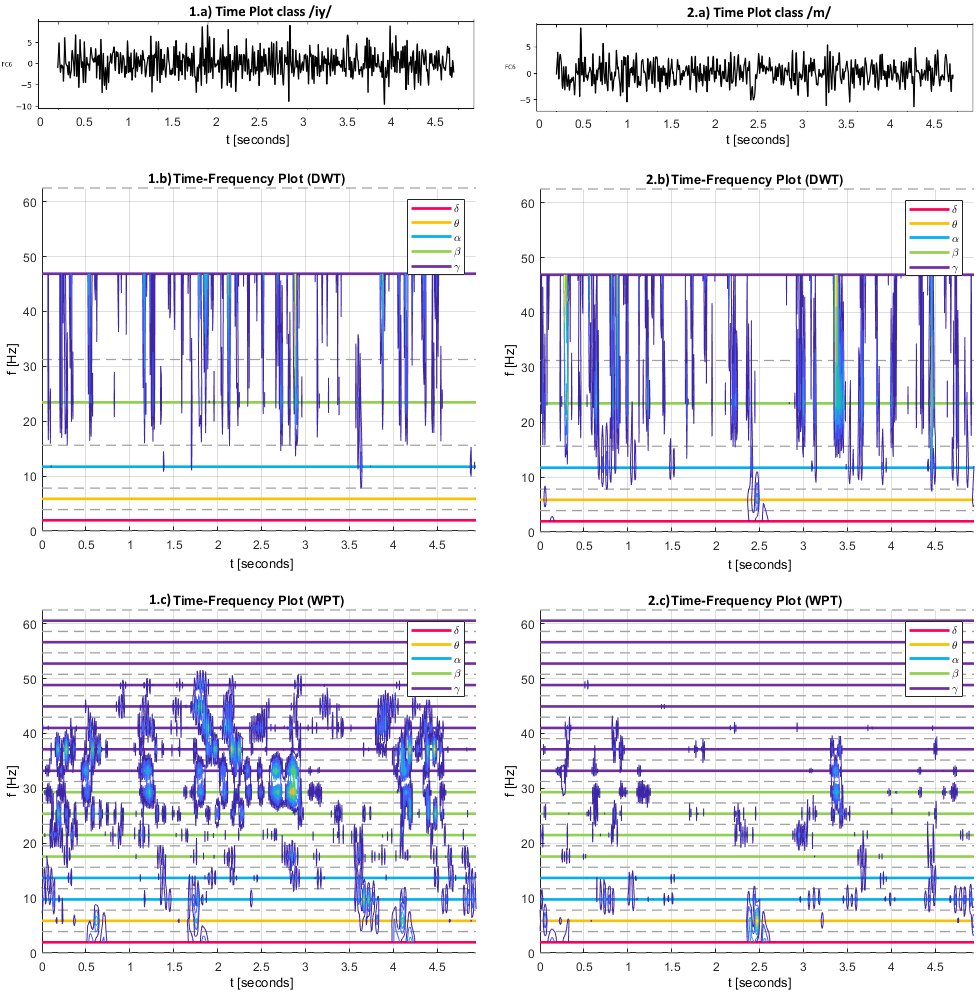 1.a) Time Plot class /iy/
5
0
−5
−10
FC6
0 0.5 1 1.5 2 2.5 3 3.5 4 4.5
t [seconds]
2.a) Time Plot class /m/
5
0
−5
FC6
0 0.5 1 1.5 2 2.5 3 3.5 4 4.5
t [seconds]
1.b) Time-Frequency Plot (DWT)
60
50
40
30
20
10
0
f [Hz]
δ
θ
α
β
γ
0 0.5 1 1.5 2 2.5 3 3.5 4 4.5
t [seconds]
2.b) Time-Frequency Plot (DWT)
60
50
40
30
20
10
0
f [Hz]
δ
θ
α
β
γ
0 0.5 1 1.5 2 2.5 3 3.5 4 4.5
t [seconds]
1.c) Time-Frequency Plot (WPT)
60
50
40
30
20
10
0
f [Hz]
δ
θ
α
β
γ
0 0.5 1 1.5 2 2.5 3 3.5 4 4.5
t [seconds]
2.c) Time-Frequency Plot (WPT)
60
50
40
30
20
10
0
f [Hz]
δ
θ
α
β
γ
0 0.5 1 1.5 2 2.5 3 3.5 4 4.5
t [seconds]